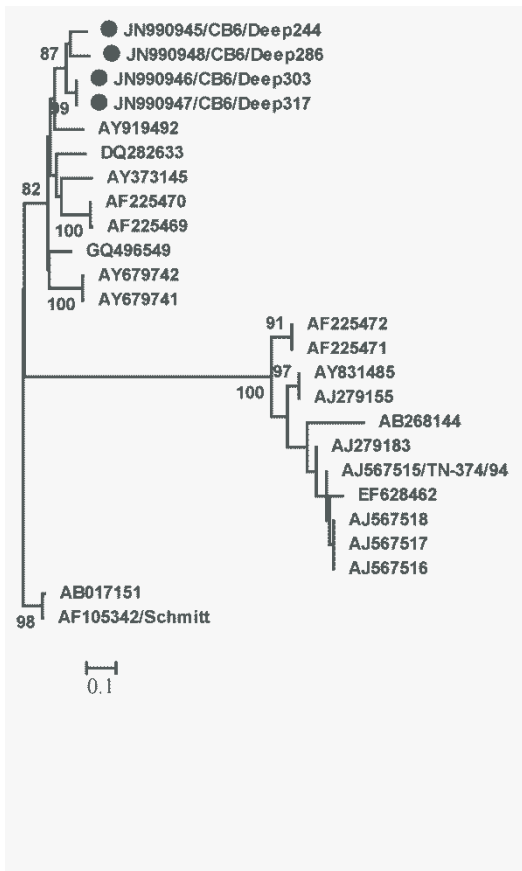 JN990945/CB6/Deep244
87
JN990948/CB6/Deep286
JN990946/CB6/Deep303
99
JN990947/CB6/Deep317
AY919492
DQ282633
AY373145
82
AF225470
100
AF225469
GQ496549
AY679742
100
AY679741
91
AF225472
AF225471
97
AY831485
100
AJ279155
AB268144
AJ279183
AJ567515/TN-374/94
EF628462
AJ567518
AJ567517
AJ567516
AB017151
98
AF105342/Schmitt
0.1